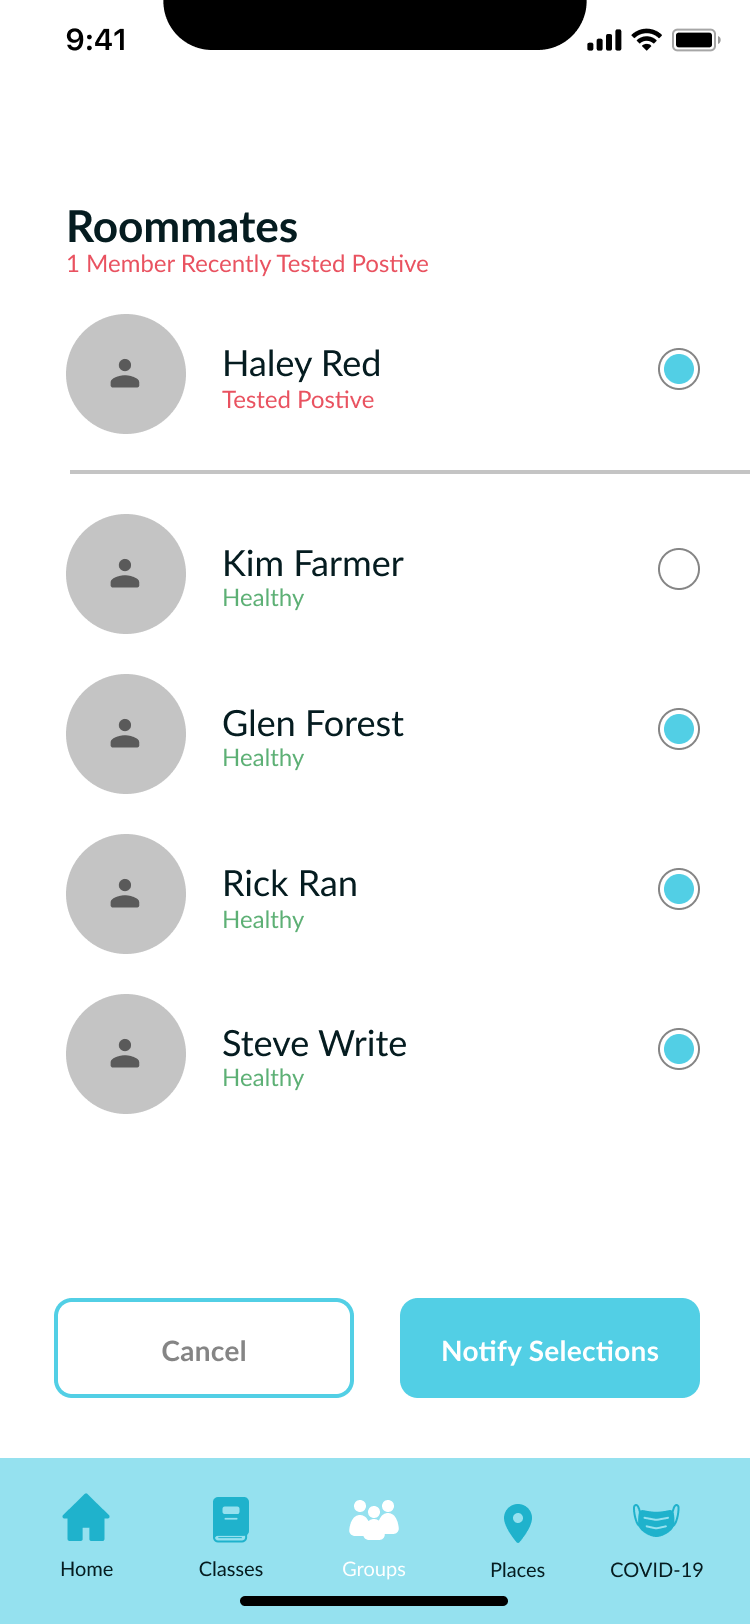 9:41
Roommates
1 Member Recently Tested Postive
Haley Red
Tested Postive
Kim Farmer
Healthy
Glen Forest
Healthy
Rick Ran
Healthy
Steve Write
Healthy
Cancel
Notify Selections
Home
Classes
Groups
Places
COVID-19